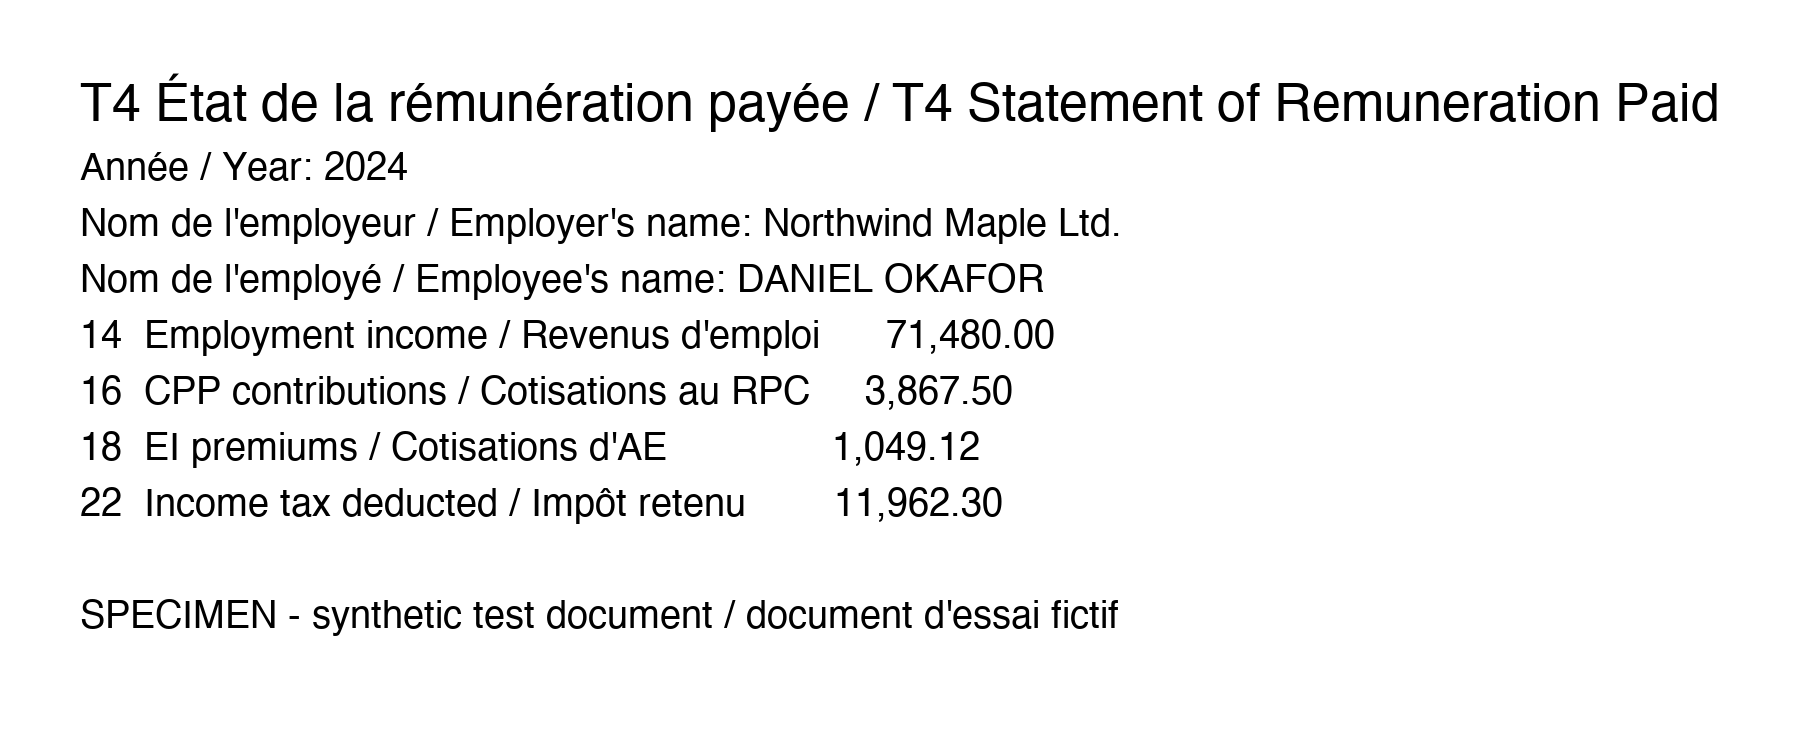 T4 État de la rémunération payée / T4 Statement of Remuneration Paid
Année / Year: 2024
Nom de l'employeur / Employer's name: Northwind Maple Ltd.
Nom de l'employé / Employee's name: DANIEL OKAFOR
14 Employment income / Revenus d'emploi 71,480.00
16 CPP contributions / Cotisations au RPC 3,867.50
18 EI premiums / Cotisations d'AE 1,049.12
22 Income tax deducted / Impôt retenu 11,962.30
SPECIMEN - synthetic test document / document d'essai fictif